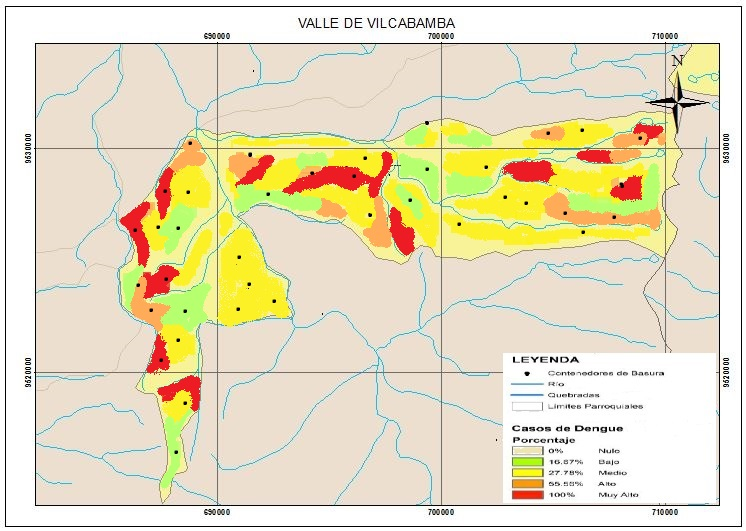 VALLE DE VILCABAMBA
690000 700000 710000
N
9630000 9630000
9620000 9620000
LEYENDA
Contenedores de Basura
Río
Quebradas
Límites Parroquiales
Casos de Dengue
Porcentaje
0% Nulo
16.67% Bajo
27.78% Medio
55.56% Alto
100% Muy Alto
690000 700000 710000